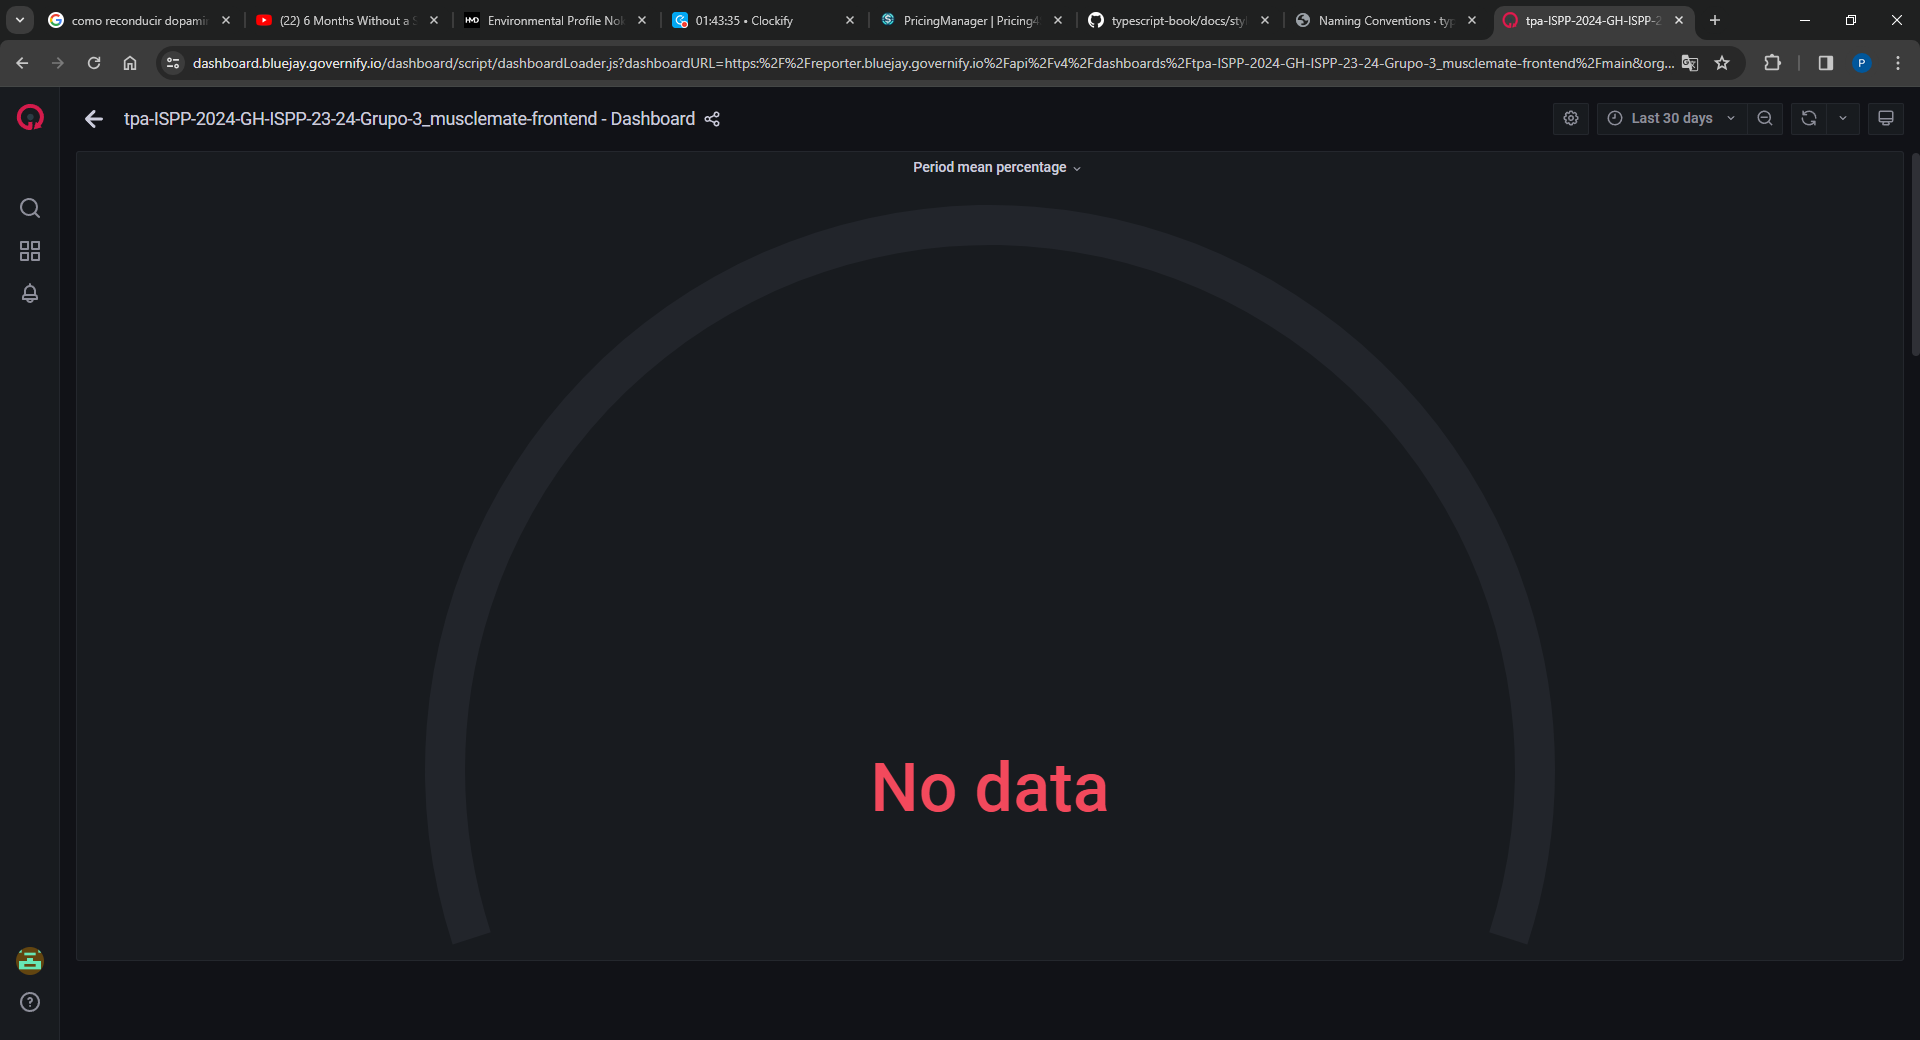 como reconducir dopami
(22) 6 Months Without a S
HMD Environmental Profile Nok
01:43:35 • Clockify
PricingManager | Pricing4
typescript-book/docs/styl
Naming Conventions · typ
tpa-ISPP-2024-GH-ISPP-2
dashboard.bluejay.governify.io/dashboard/script/dashboardLoader.js?dashboardURL=https:%2F%2Freporter.bluejay.governify.io%2Fapi%2Fv4%2Fdashboards%2Ftpa-ISPP-2024-GH-ISPP-23-24-Grupo-3_musclemate-frontend%2Fmain&org...
P
tpa-ISPP-2024-GH-ISPP-23-24-Grupo-3_musclemate-frontend - Dashboard
Last 30 days
Period mean percentage
No data